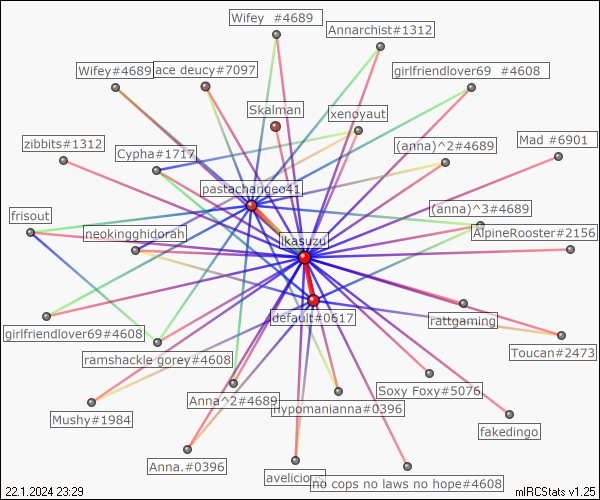 Wifey  #4689
Annarchist#1312
Wifey#4689
ace deucy#7097
girlfriendlover69  #4608
Skalman
xenoyaut
zibbits#1312
Cypha#1717
(anna)^2#4689
Mad #6901
pastachangeo41
frisout
neokingghidorah
(anna)^3#4689
ikasuzu
AlpineRooster#2156
default#0617
girlfriendlover69#4608
rattgaming
ramshackle gorey#4608
Toucan#2473
Soxy Foxy#5076
Anna^2#4689
hypomanianna#0396
Mushy#1984
fakedingo
Anna.#0396
avelicious
no cops no laws no hope#4608
22.1.2024 23:29
mIRCStats v1.25